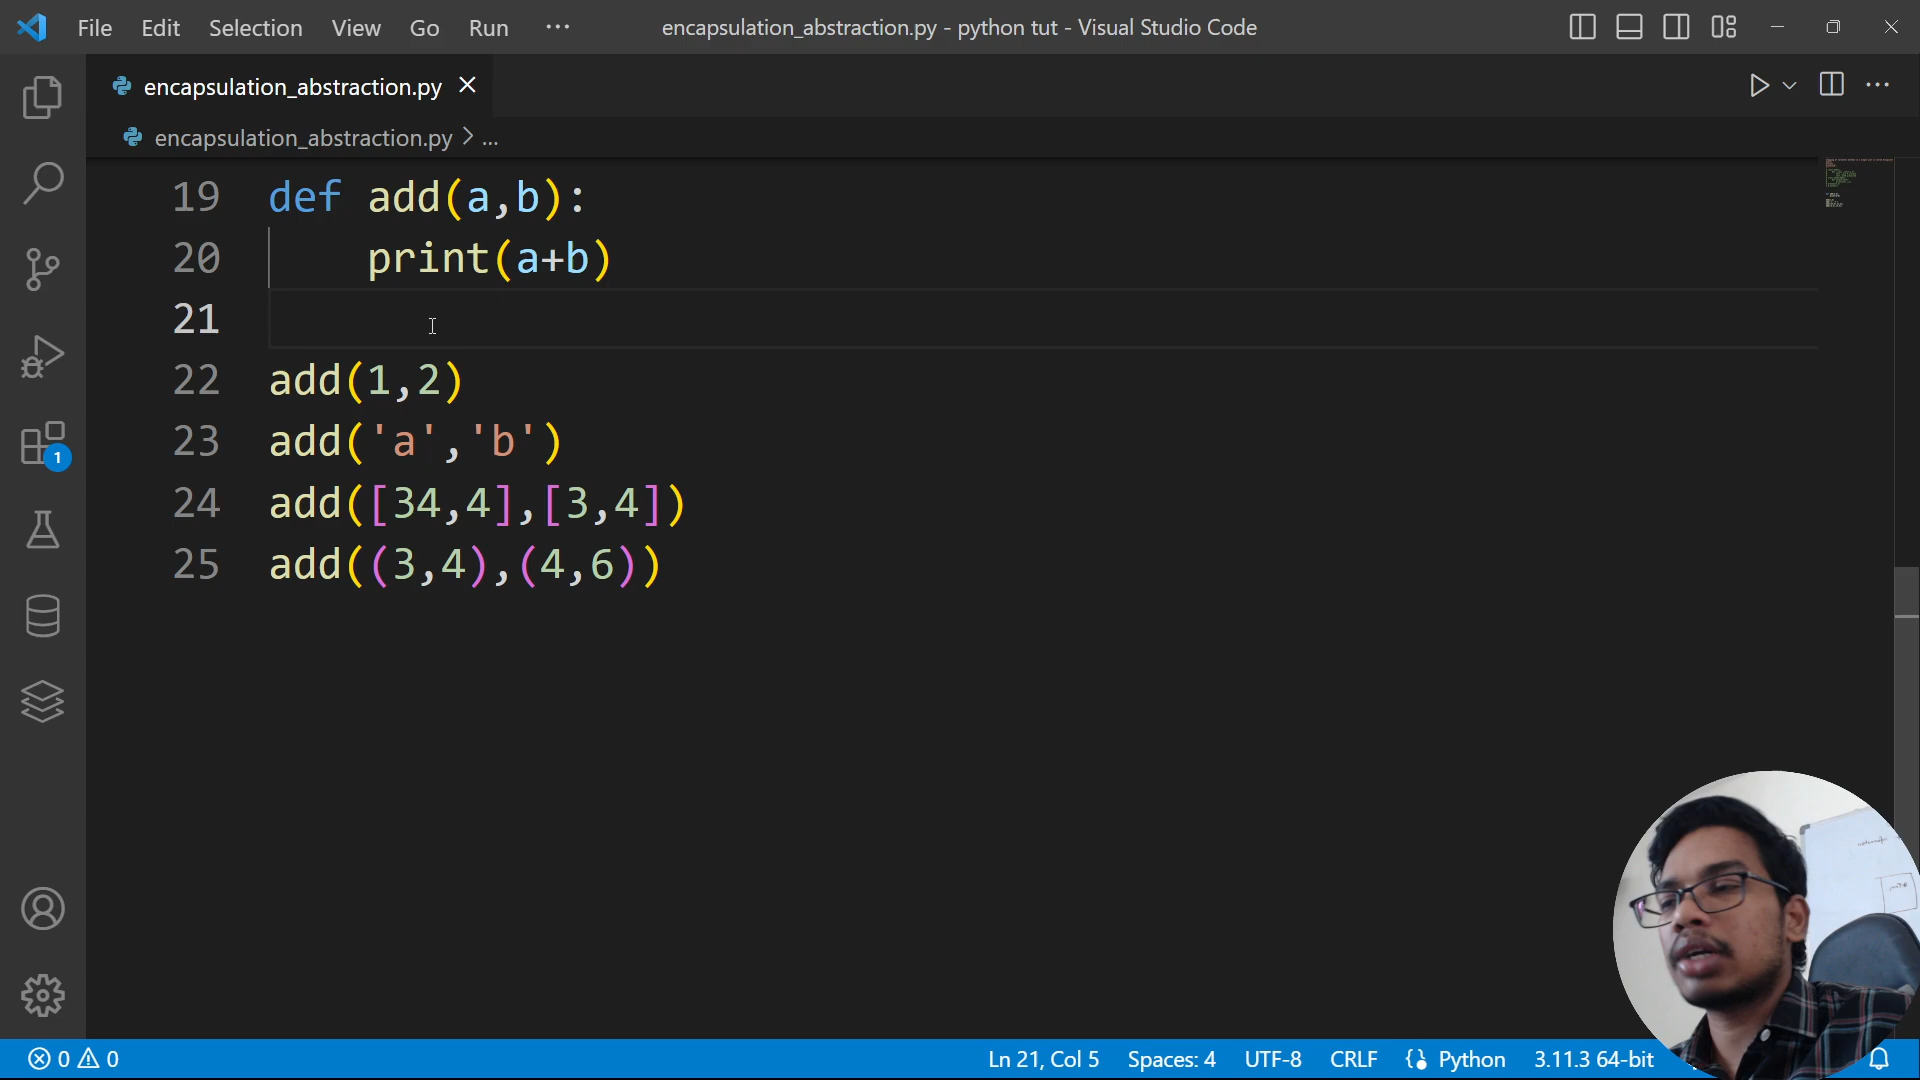 File Edit Selection View Go Run ... encapsulation_abstraction.py - python tut - Visual Studio Code
encapsulation_abstraction.py
encapsulation_abstraction.py > ...
19 def add(a,b):
20 print(a+b)
21
22 add(1,2)
23 add('a','b')
24 add([34,4],[3,4])
25 add((3,4),(4,6))
1
0 0 Ln 21, Col 5 Spaces: 4 UTF-8 CRLF Python 3.11.3 64-bit